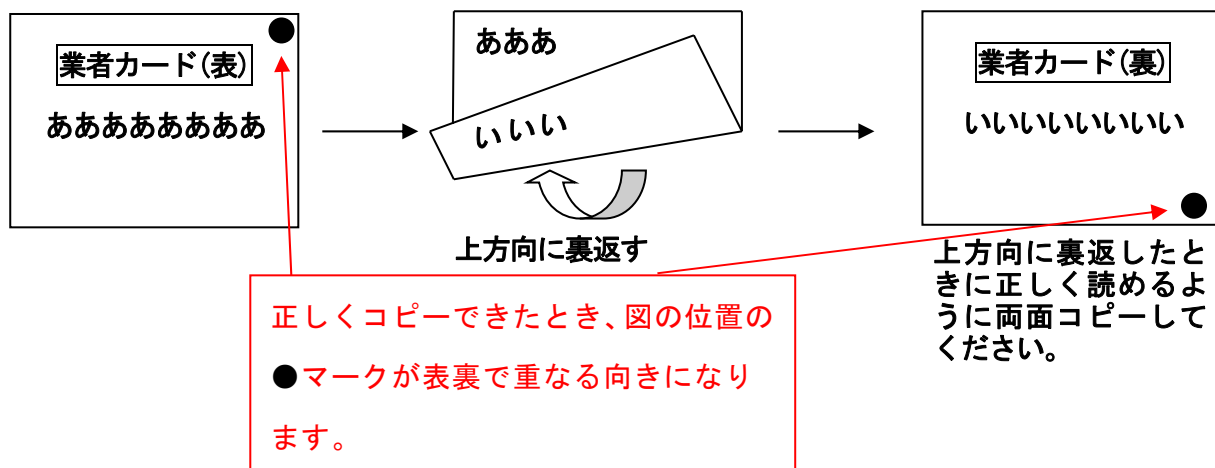 業者カード(表)
ああああああああ
あああ
いいい
上方向に裏返す
業者カード(裏)
いいいいいいいい
上方向に裏返したと
きに正しく読めるよ
うに両面コピーして
ください。
正しくコピーできたとき、図の位置の
●マークが表裏で重なる向きになり
ます。